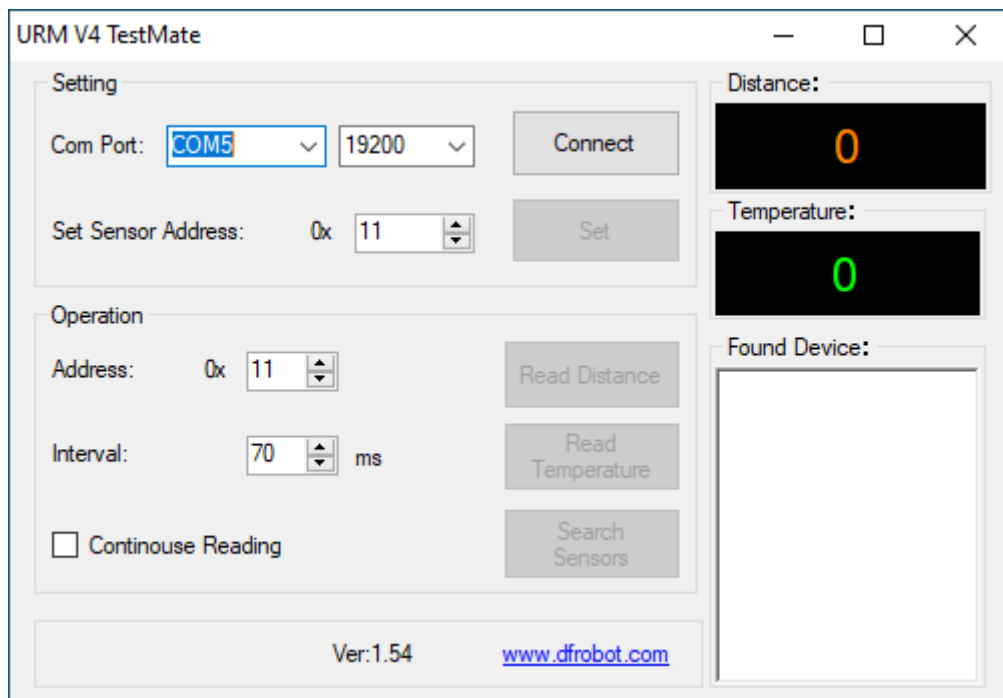 URM V4 TestMate
Setting
Com Port: COM5 19200 Connect
Set Sensor Address: 0x 11 Set
Operation
Address: 0x 11 Read Distance
Interval: 70 ms Read
Temperature
Continouse Reading Search
Sensors
Ver:1.54 www.dfrobot.com
Distance:
0
Temperature:
0
Found Device: